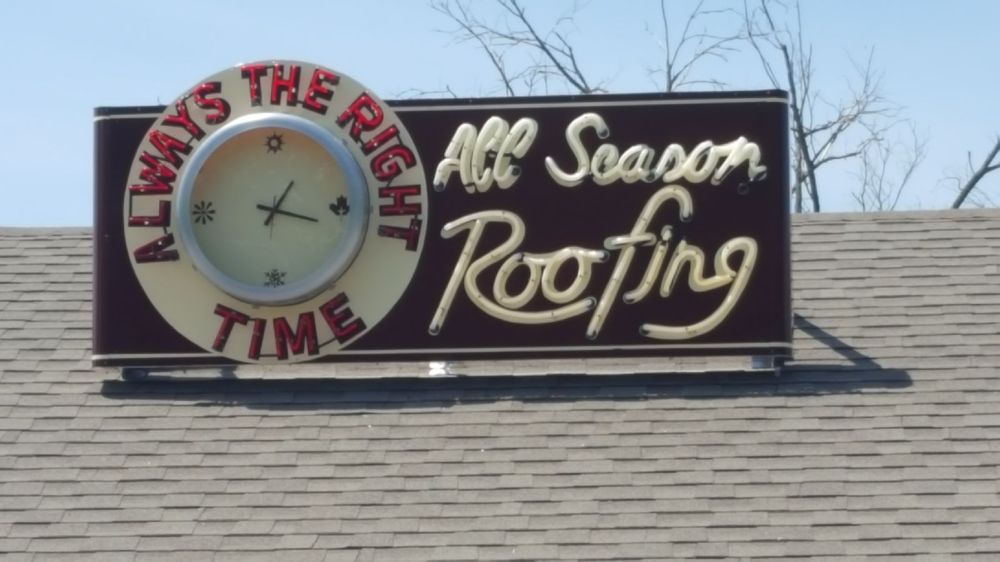 ALWAYS THE RIGHT
TIME
All Season
Roofing